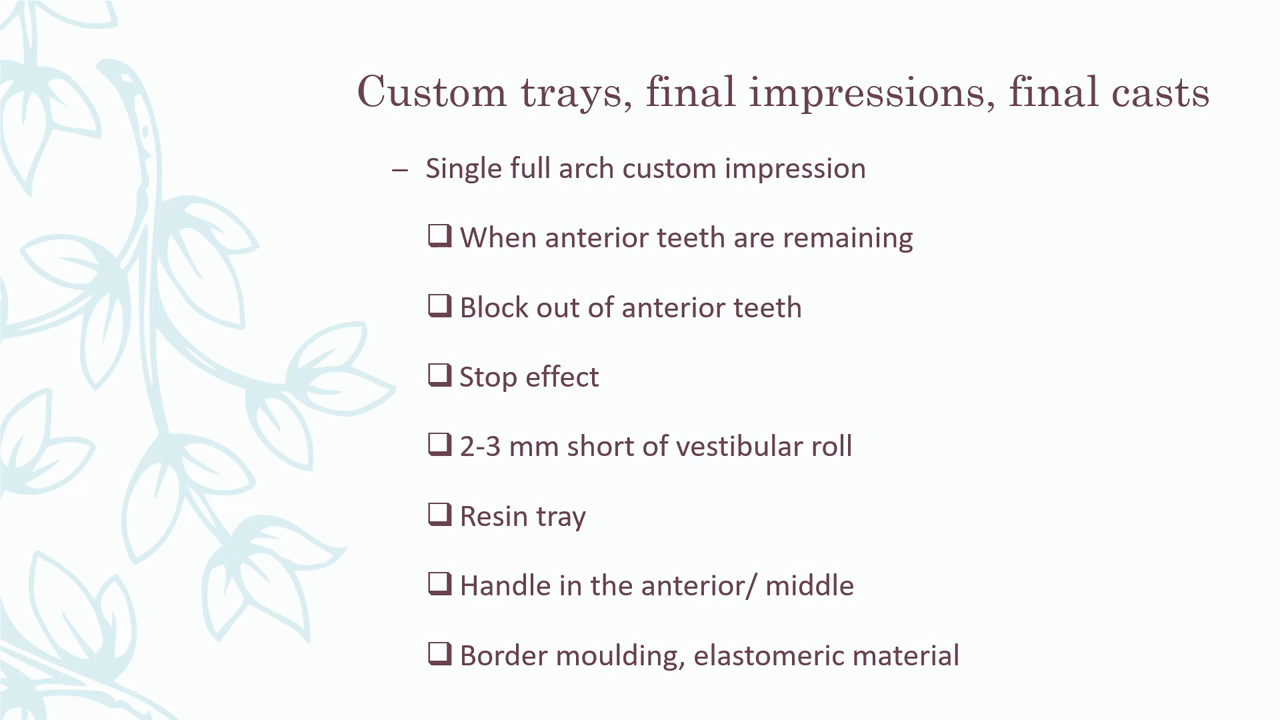 Custom trays, final impressions, final casts
– Single full arch custom impression
❑ When anterior teeth are remaining
❑ Block out of anterior teeth
❑ Stop effect
❑ 2-3 mm short of vestibular roll
❑ Resin tray
❑ Handle in the anterior/ middle
❑ Border moulding, elastomeric material